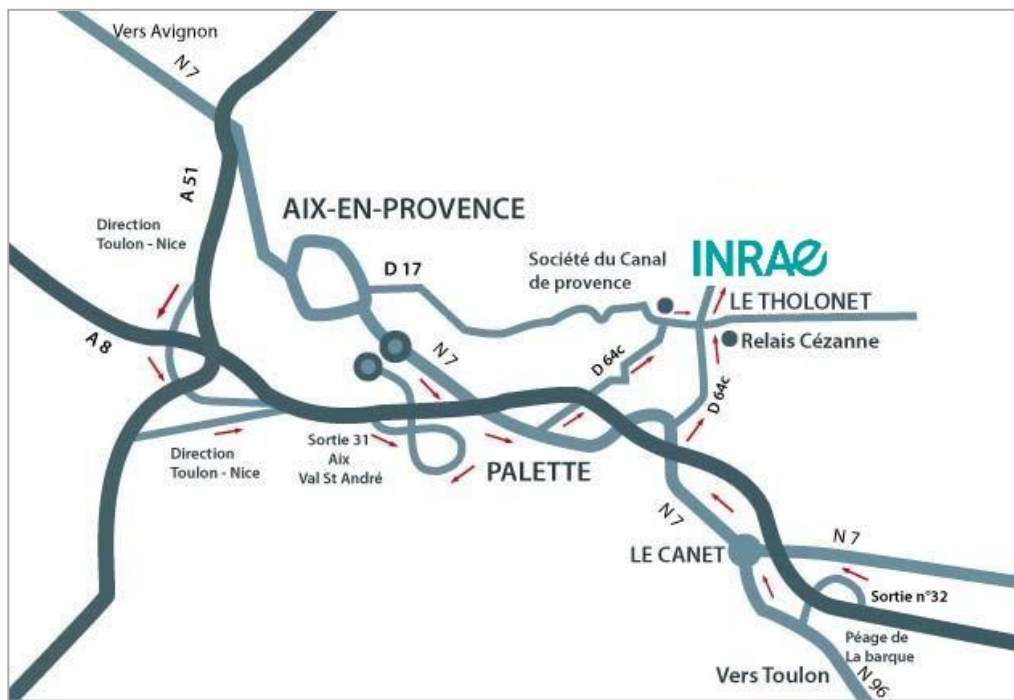 Vers Avignon
N 7
A 51
AIX-EN-PROVENCE
Direction
Toulon - Nice
D 17
Société du Canal
de provence
INRAE
LE THOLONET
Relais Cézanne
A 8
N 7
D 64c
D 64c
Sortie 31
Aix
Val St André
Direction
Toulon - Nice
PALETTE
N 7
LE CANET
N 7
Sortie n°32
Péage de
La barque
Vers Toulon
N 96